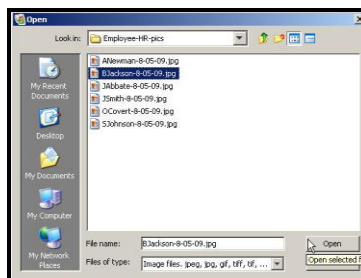 Open
Look in: Employee-HR-pics
ANewman-8-05-09.jpg
BJackson-8-05-09.jpg
JAbbate-8-05-09.jpg
JSmith-8-05-09.jpg
OCovert-8-05-09.jpg
SJohnson-8-05-09.jpg
My Recent
Documents
Desktop
My Documents
My Computer
My Network
Places
File name: BJackson-8-05-09.jpg Open
Files of type: Image files. jpeg, jpg, gif, tiff, tif, ... Open selected f